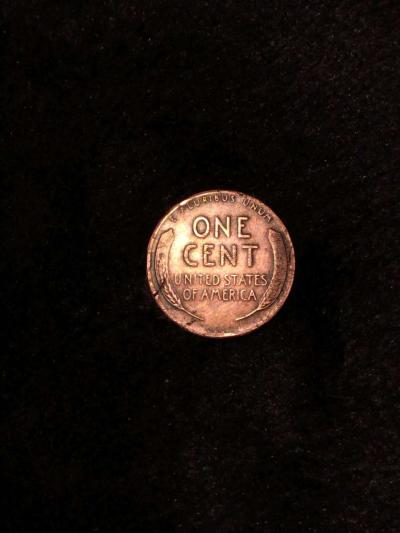 E PLURIBUS UNUM
ONE
CENT
UNITED STATES
OF AMERICA